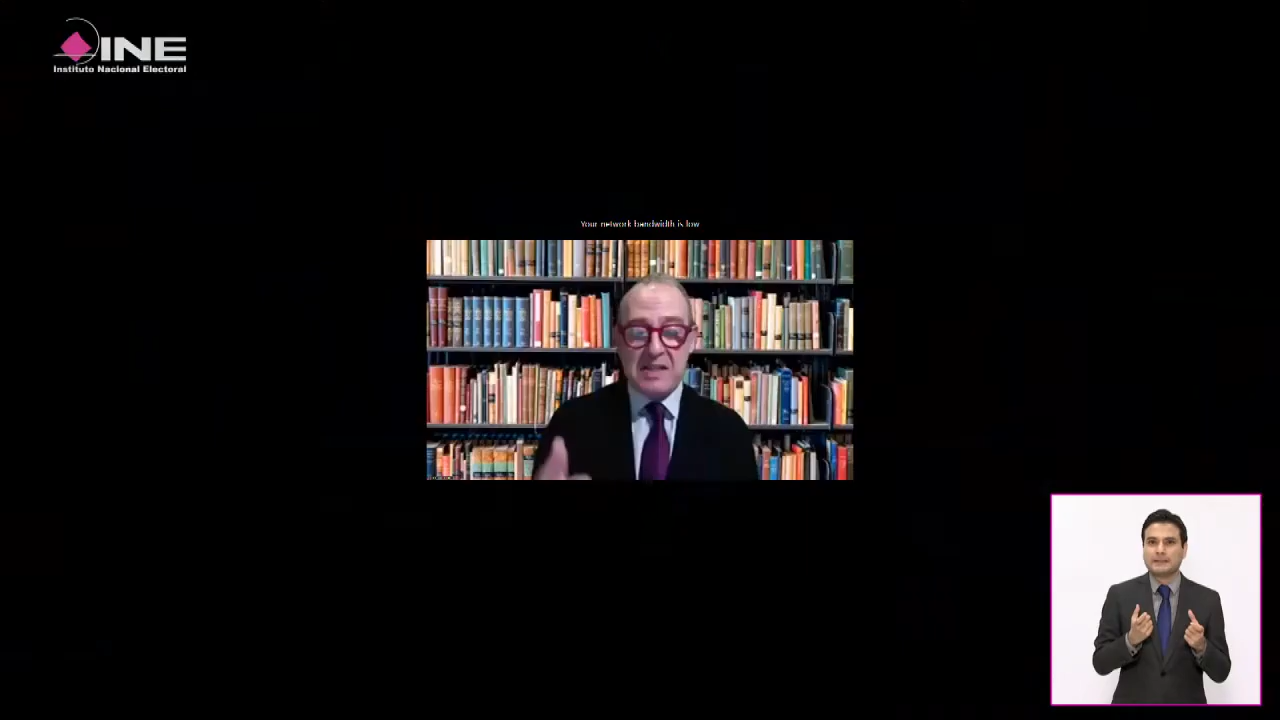 INE
Instituto Nacional Electoral
Your network bandwidth is low